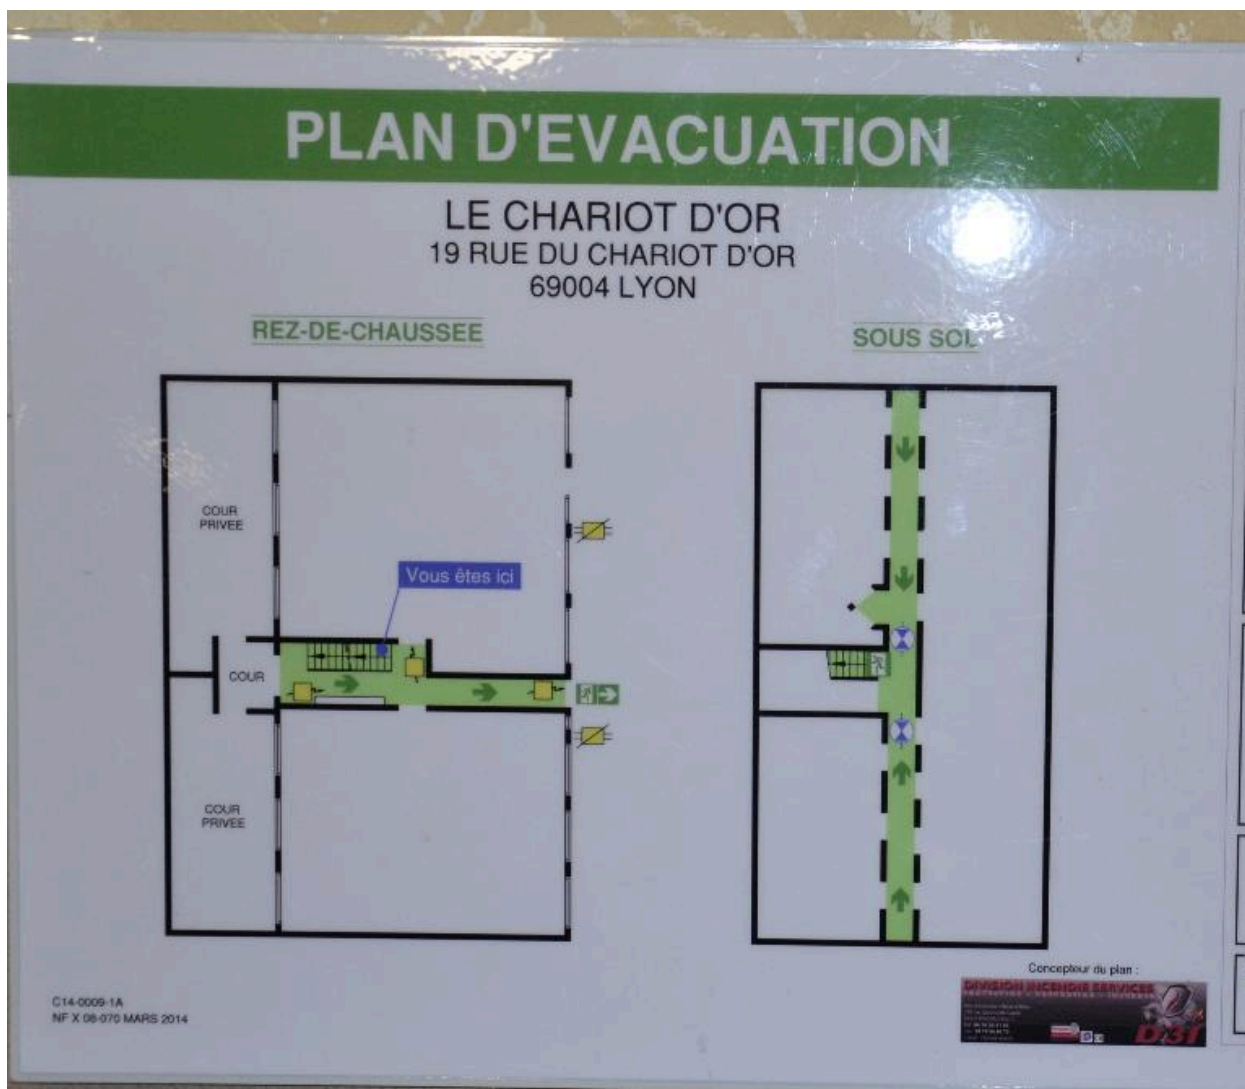 PLAN D'EVACUATION
LE CHARIOT D'OR
19 RUE DU CHARIOT D'OR
69004 LYON
REZ-DE-CHAUSSEE
SOUS SOL
COUR
PRIVEE
Vous êtes ici
COUR
COUR
PRIVEE
Concepteur du plan :
DIVISION INCENDIE SERVICES
C14-0009-1A
NF X 08-070 MARS 2014